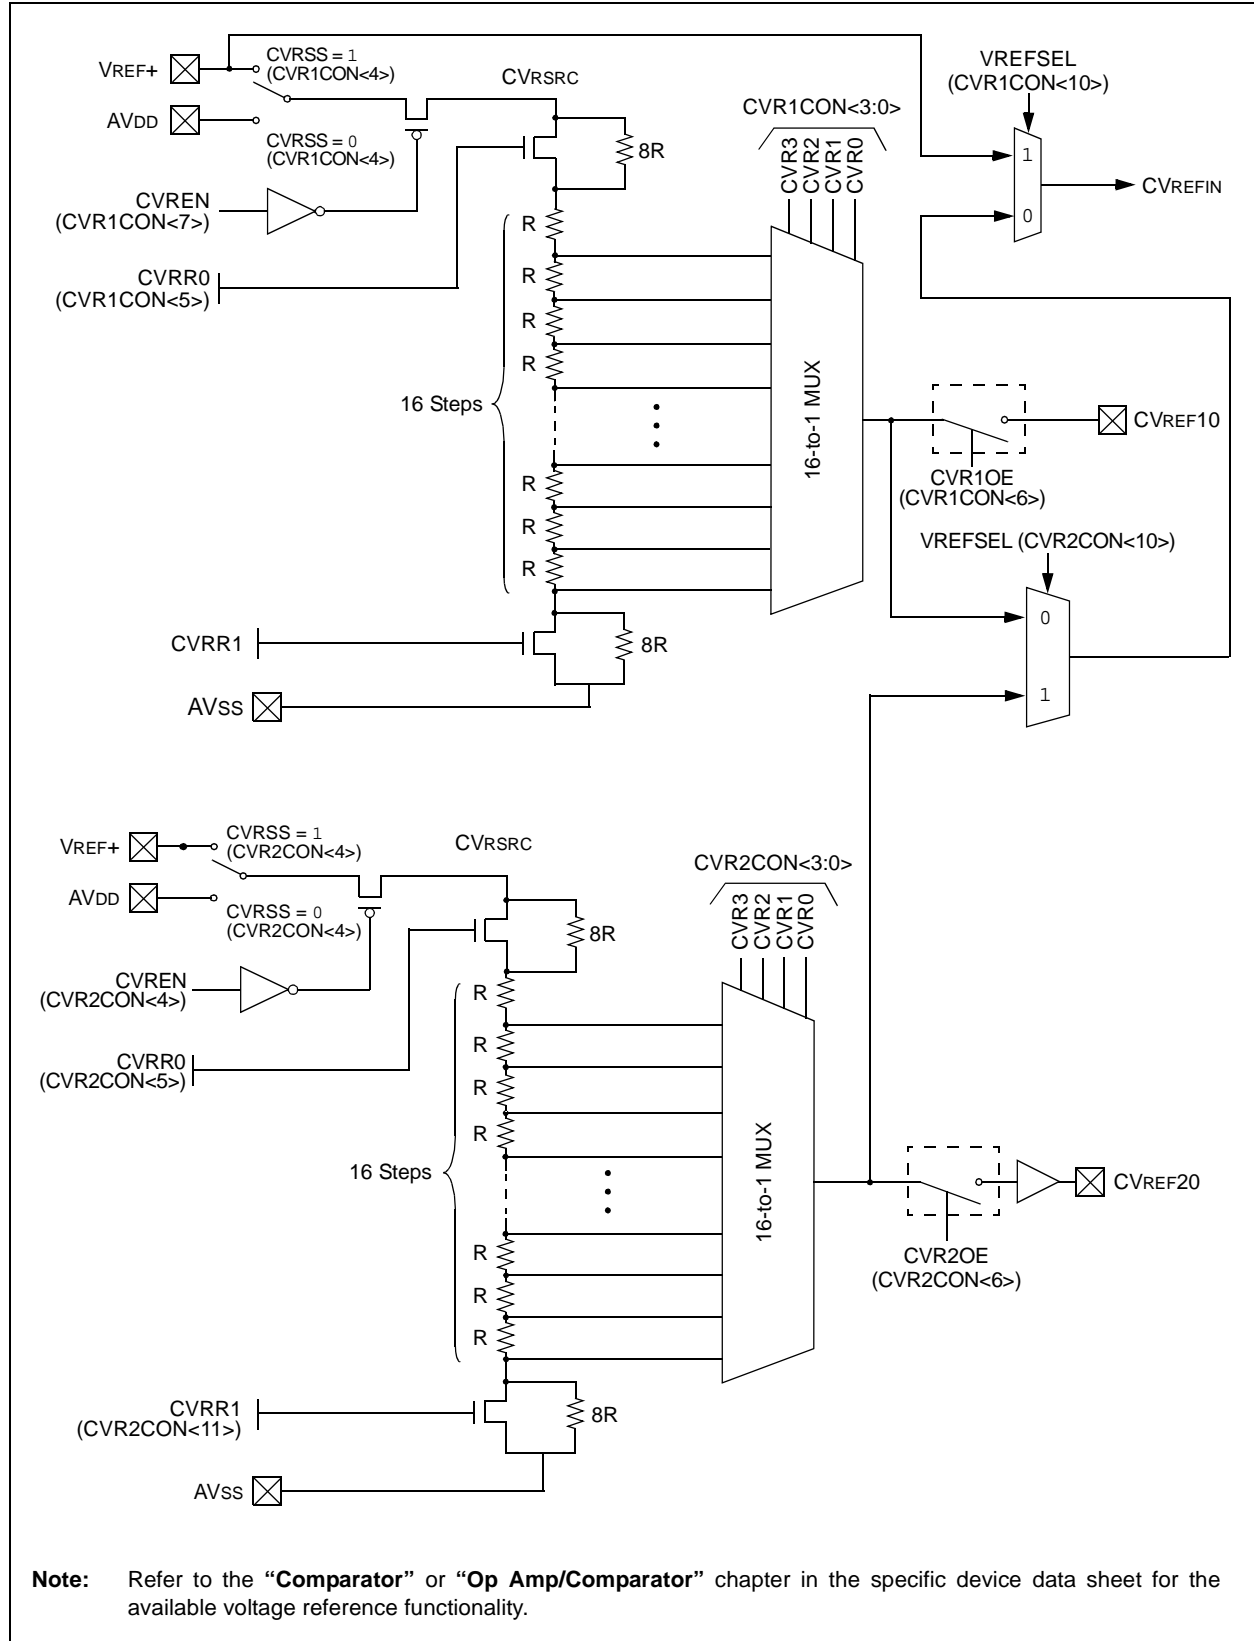 VREF+
CVRSS = 1
(CVR1CON<4>)
AVDD
CVRSS = 0
(CVR1CON<4>)
CVRSRC
CVREN
(CVR1CON<7>)
8R
CVRR0
(CVR1CON<5>)
R
R
R
R
16 Steps
R
R
R
CVR1CON<3:0>
CVR3
CVR2
CVR1
CVR0
16-to-1 MUX
VREFSEL
(CVR1CON<10>)
1
0
CVREFIN
CVREF10
CVR1OE
(CVR1CON<6>)
VREFSEL (CVR2CON<10>)
0
1
CVRR1
8R
AVSS
VREF+
CVRSS = 1
(CVR2CON<4>)
AVDD
CVRSS = 0
(CVR2CON<4>)
CVRSRC
CVREN
(CVR2CON<4>)
8R
CVRR0
(CVR2CON<5>)
R
R
R
R
16 Steps
R
R
R
CVR2CON<3:0>
CVR3
CVR2
CVR1
CVR0
16-to-1 MUX
CVREF20
CVR2OE
(CVR2CON<6>)
CVRR1
(CVR2CON<11>)
8R
AVSS
Note: Refer to the “Comparator” or “Op Amp/Comparator” chapter in the specific device data sheet for the
available voltage reference functionality.